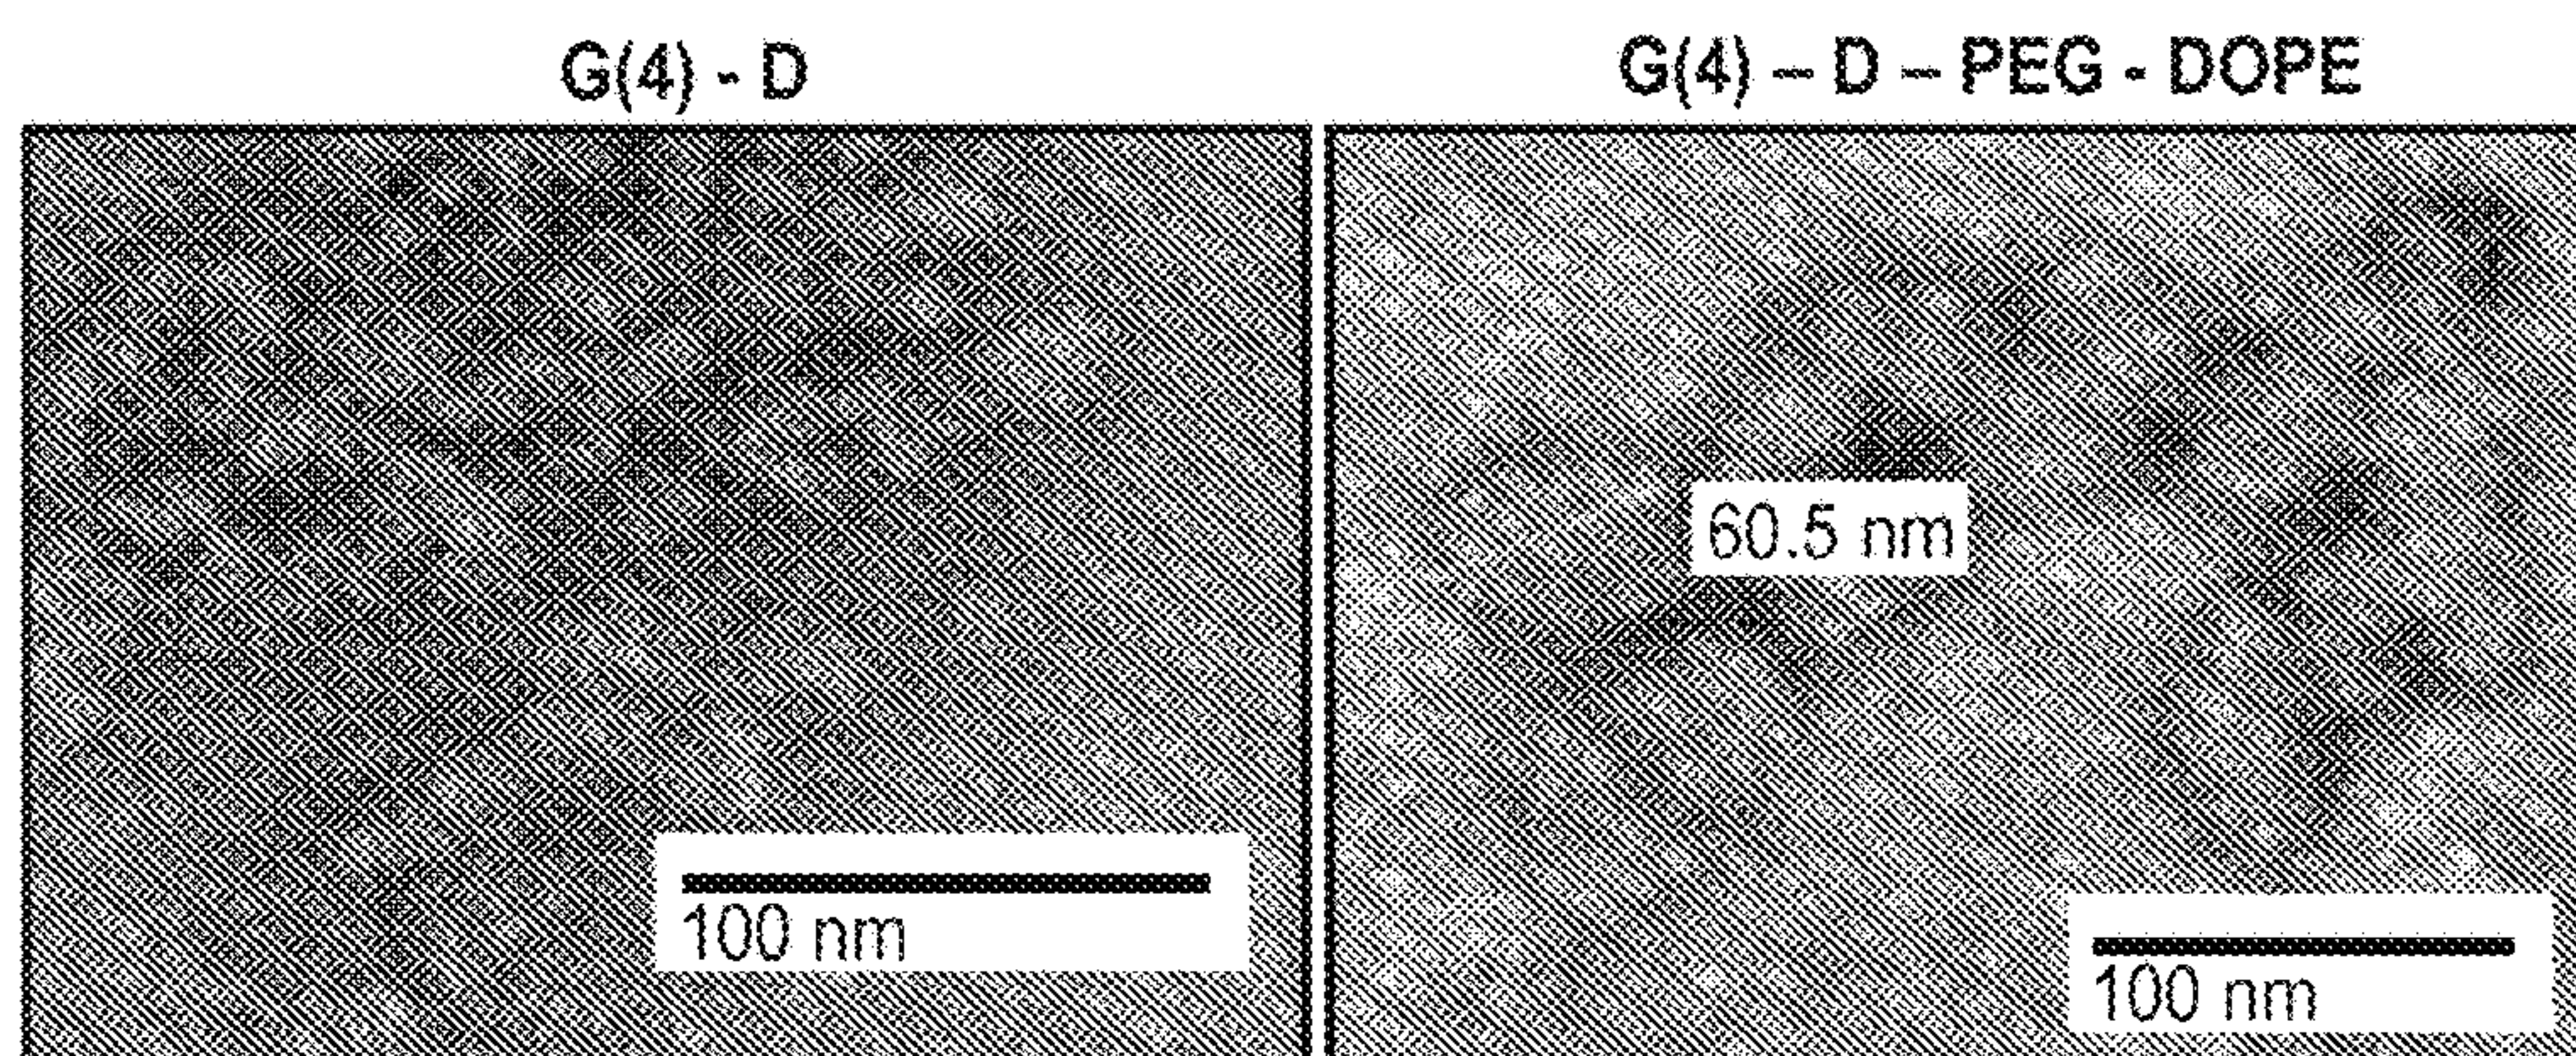 G(4) - D
G(4) – D – PEG - DOPE
60.5 nm
100 nm
100 nm